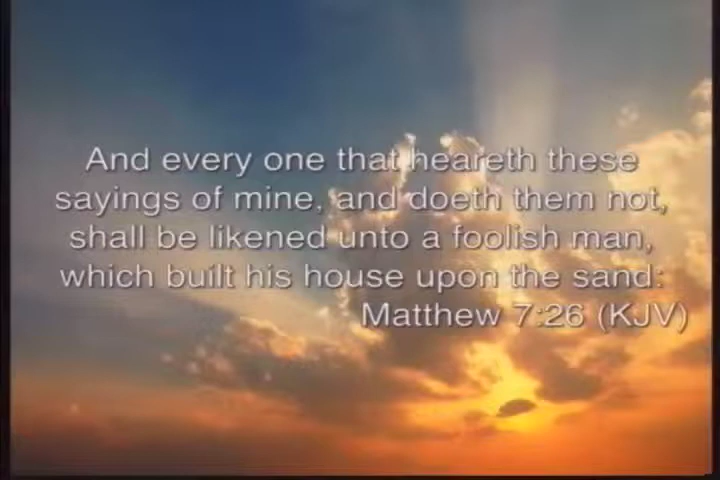 And every one that heareth these
sayings of mine, and doeth them not,
shall be likened unto a foolish man,
which built his house upon the sand:
Matthew 7:26 (KJV)